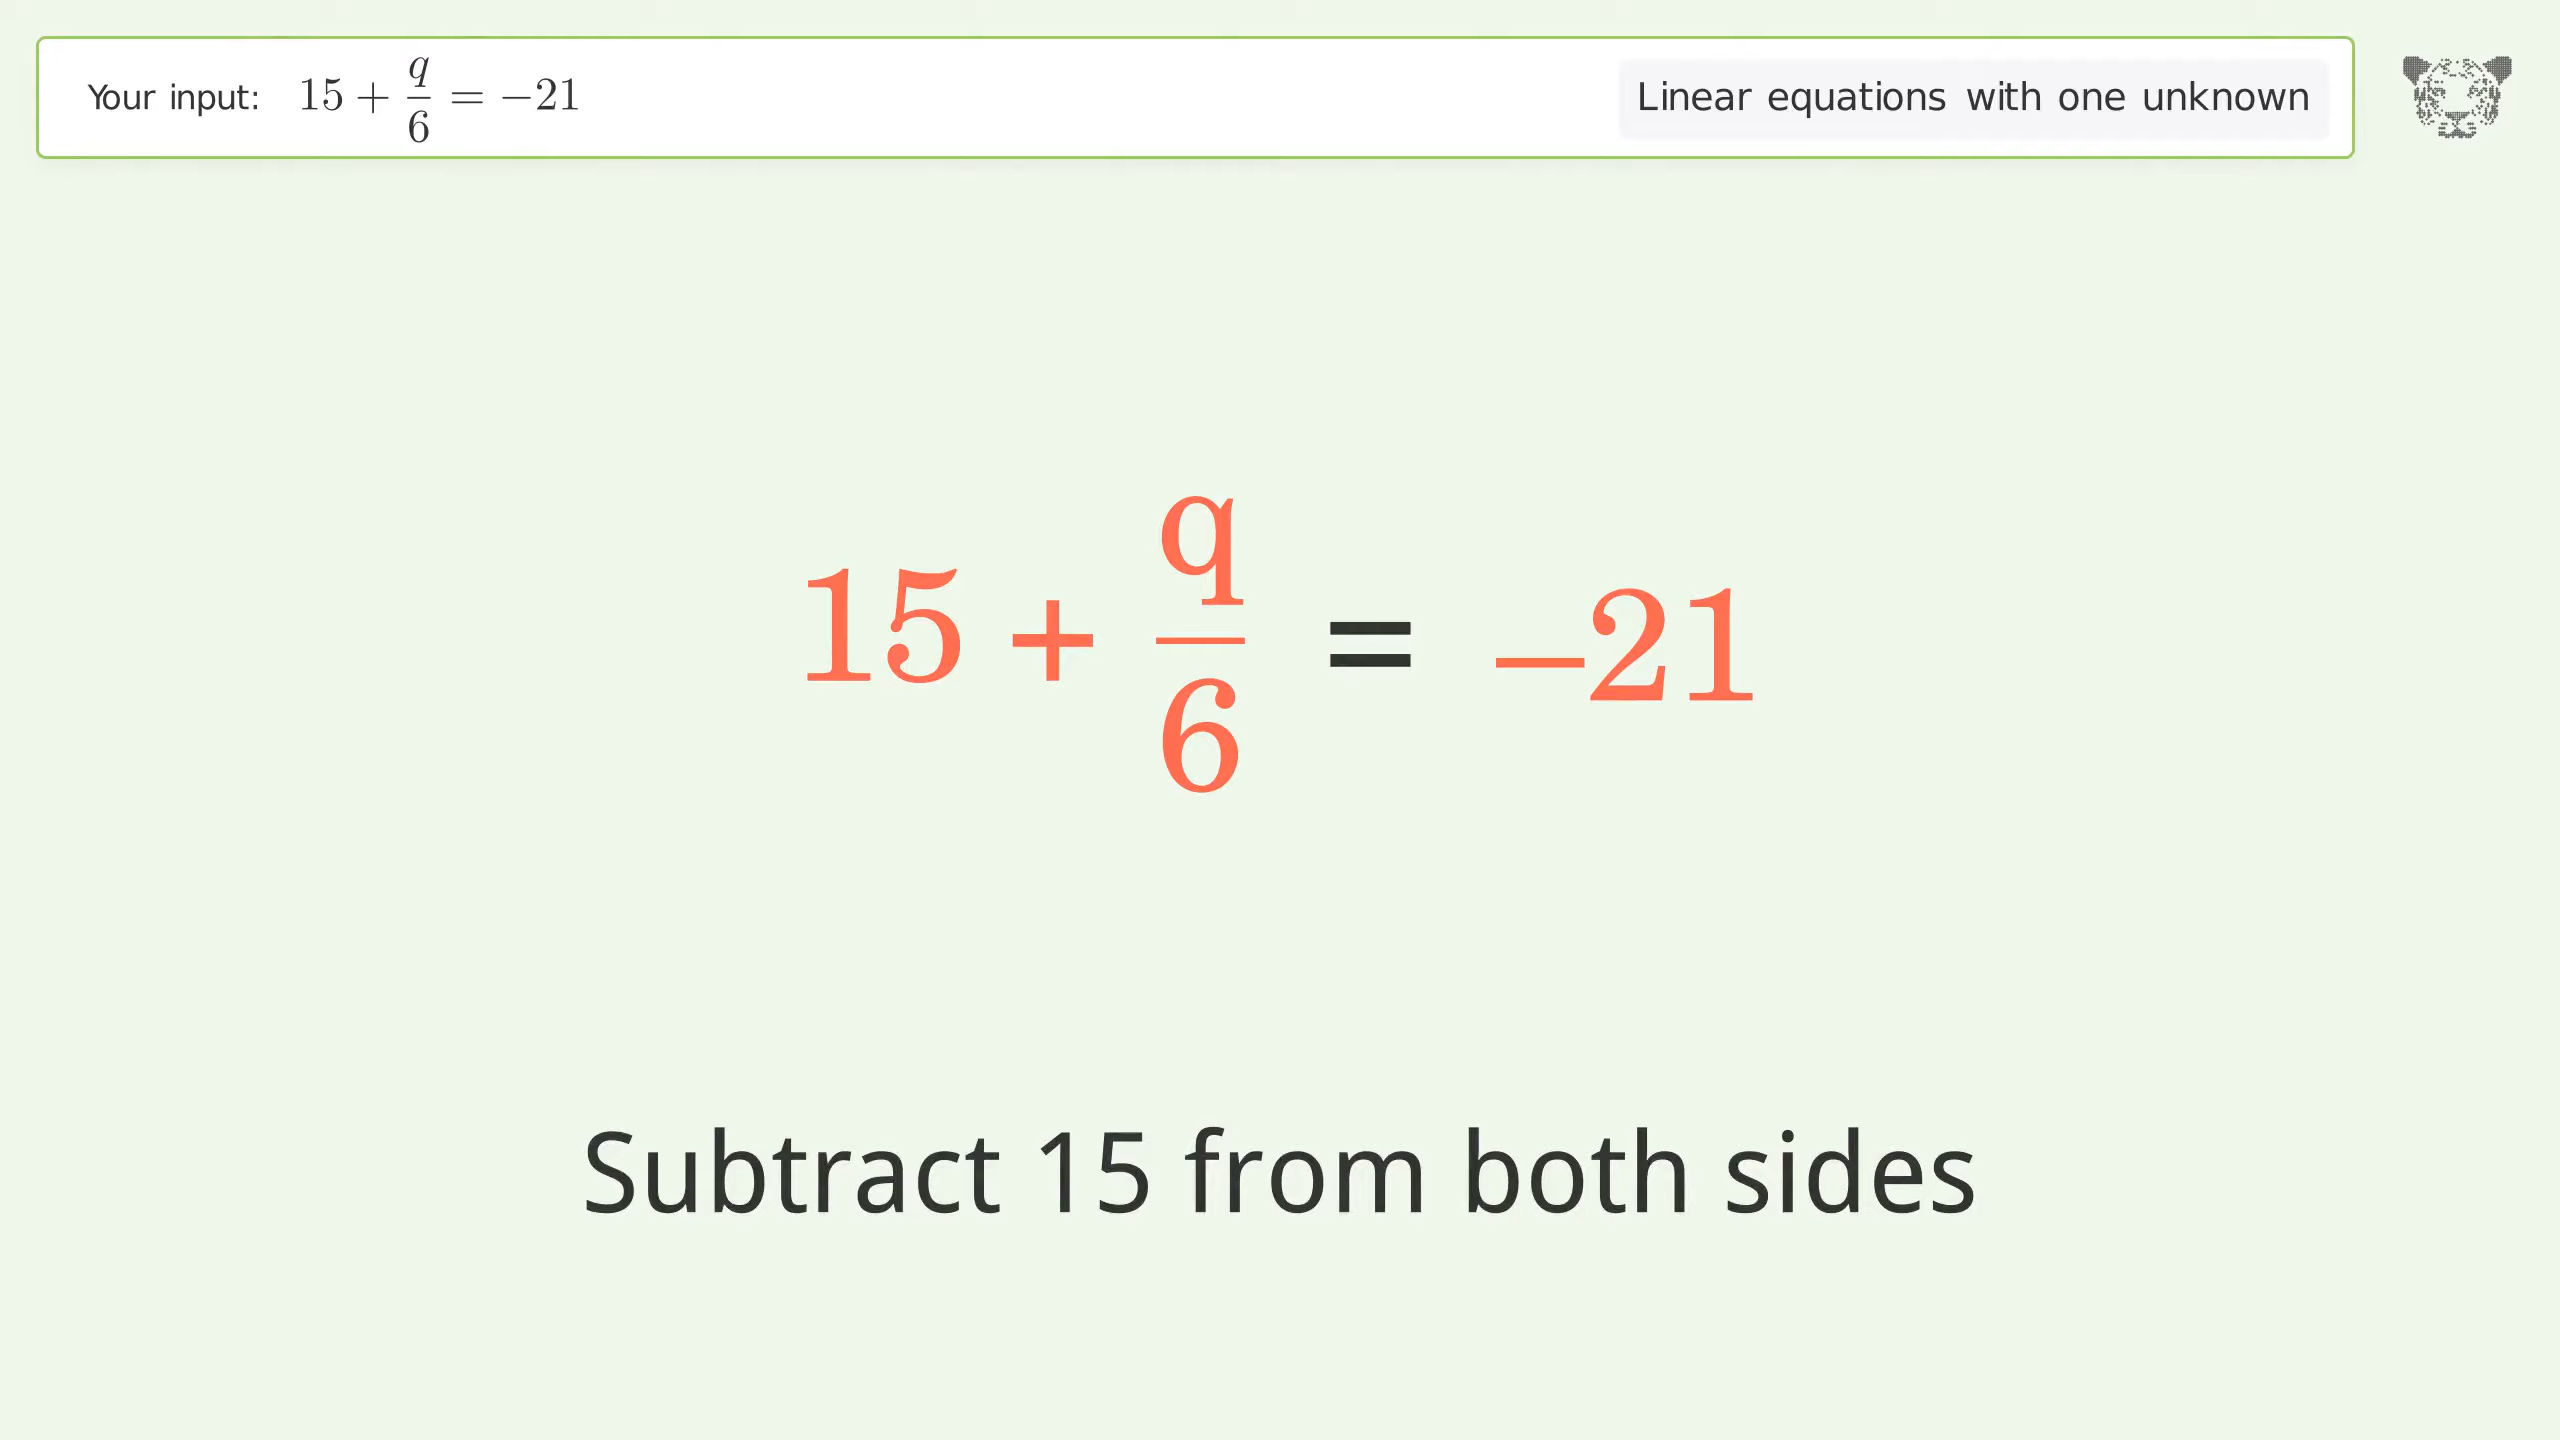 Your input: 15 + q/6 = −21
Linear equations with one unknown
15 + q/6 = −21
Subtract 15 from both sides